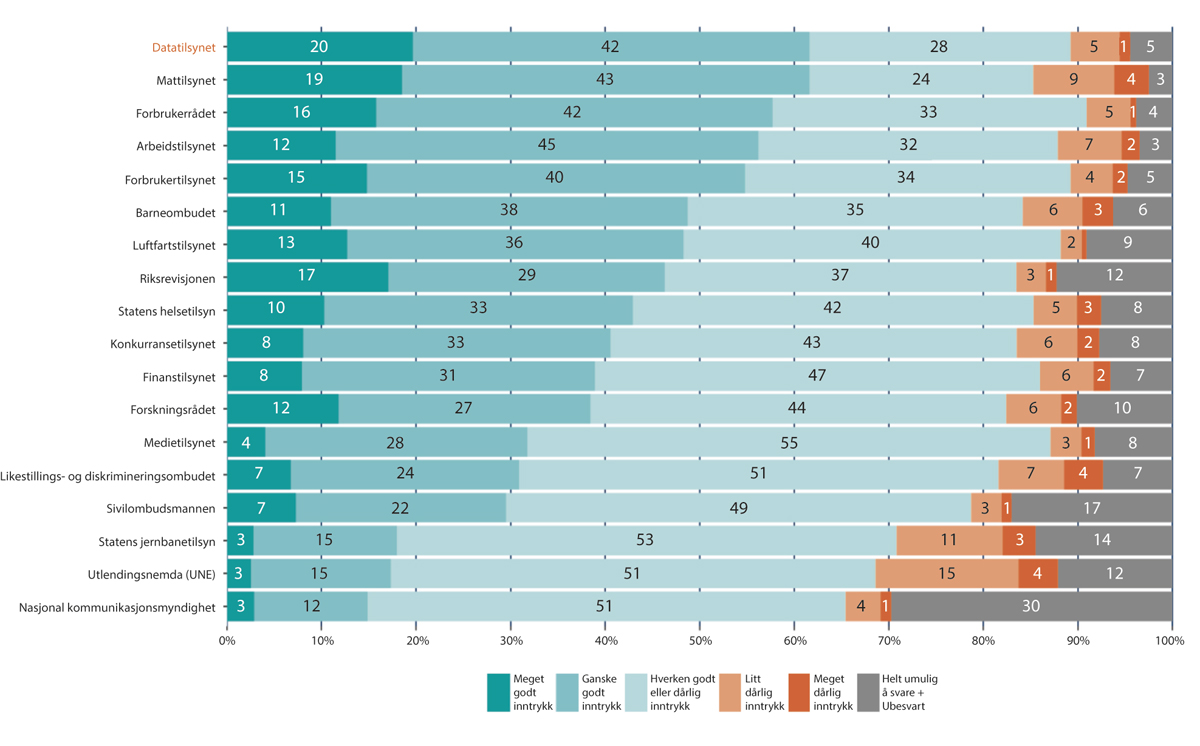 Datatilsynet 20 42 28 5 1 5
Mattilsynet 19 43 24 9 4 3
Forbrukerrådet 16 42 33 5 1 4
Arbeidstilsynet 12 45 32 7 2 3
Forbrukertilsynet 15 40 34 4 2 5
Barneombudet 11 38 35 6 3 6
Luftfartstilsynet 13 36 40 2 9
Riksrevisjonen 17 29 37 3 1 12
Statens helsetilsyn 10 33 42 5 3 8
Konkurransetilsynet 8 33 43 6 2 8
Finanstilsynet 8 31 47 6 2 7
Forskningsrådet 12 27 44 6 2 10
Medietilsynet 4 28 55 3 1 8
Likestillings- og diskrimineringsombudet 7 24 51 7 4 7
Sivilombudsmannen 7 22 49 3 1 17
Statens jernbanetilsyn 3 15 53 11 3 14
Utlendingsnemda (UNE) 3 15 51 15 4 12
Nasjonal kommunikasjonsmyndighet 3 12 51 4 1 30
0% 10% 20% 30% 40% 50% 60% 70% 80% 90% 100%
Meget
godt
inntrykk
Ganske
godt
inntrykk
Hverken godt
eller dårlig
inntrykk
Litt
dårlig
inntrykk
Meget
dårlig
inntrykk
Helt umulig
å svare +
Ubesvart